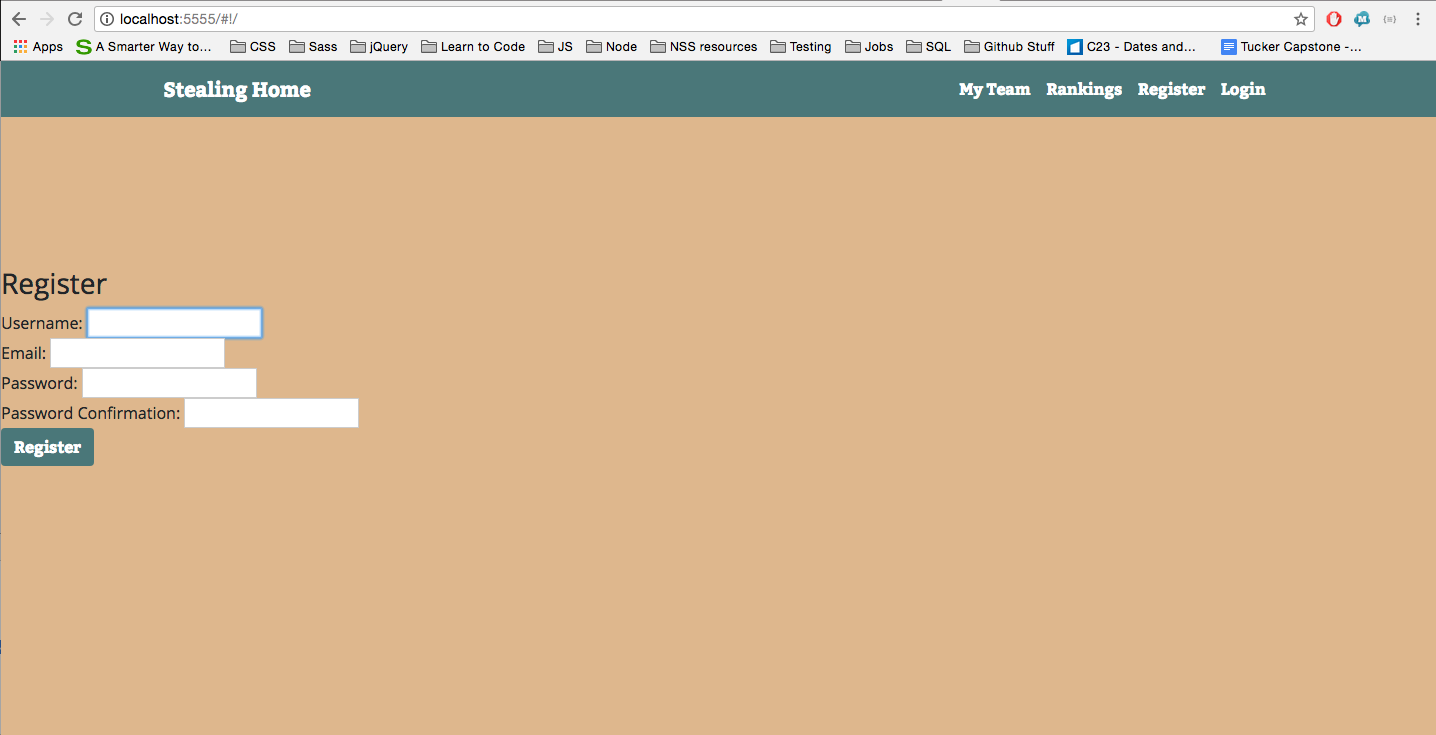 localhost:5555/#!/
Apps A Smarter Way to... CSS Sass jQuery Learn to Code JS Node NSS resources Testing Jobs SQL Github Stuff C23 - Dates and... Tucker Capstone -...
Stealing Home My Team Rankings Register Login
Register
Username:
Email:
Password:
Password Confirmation:
Register